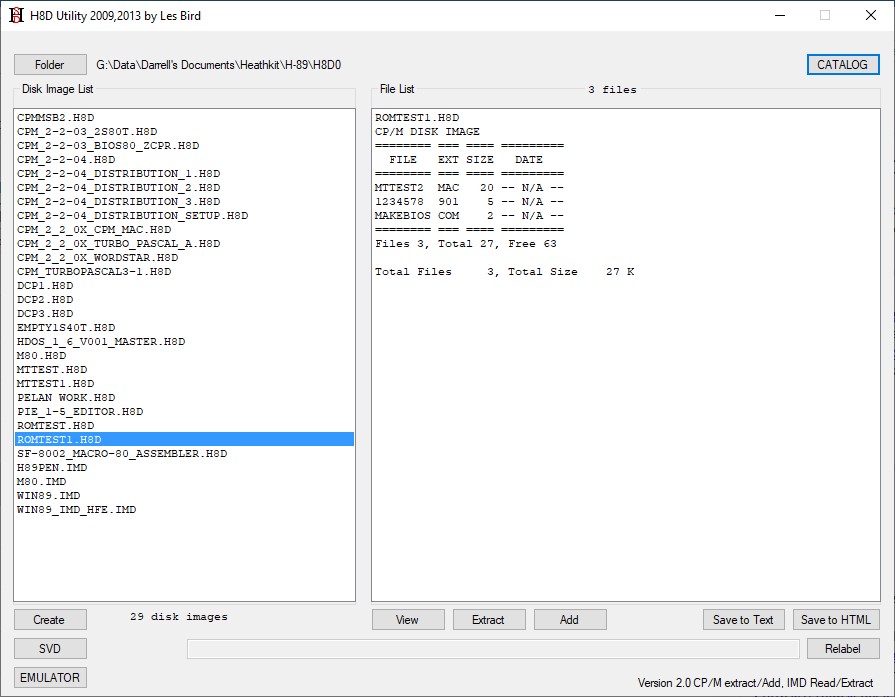 H8D Utility 2009,2013 by Les Bird
Folder G:\Data\Darrell's Documents\Heathkit\H-89\H8D0 CATALOG
Disk Image List
CPMMSB2.H8D
CPM_2-2-03_2S80T.H8D
CPM_2-2-03_BIOS80_ZCPR.H8D
CPM_2-2-04.H8D
CPM_2-2-04_DISTRIBUTION_1.H8D
CPM_2-2-04_DISTRIBUTION_2.H8D
CPM_2-2-04_DISTRIBUTION_3.H8D
CPM_2-2-04_DISTRIBUTION_SETUP.H8D
CPM_2_2_0X_CPM_MAC.H8D
CPM_2_2_0X_TURBO_PASCAL_A.H8D
CPM_2_2_0X_WORDSTAR.H8D
CPM_TURBOPASCAL3-1.H8D
DCP1.H8D
DCP2.H8D
DCP3.H8D
EMPTY1S40T.H8D
HDOS_1_6_V001_MASTER.H8D
M80.H8D
MTTEST.H8D
MTTEST1.H8D
PELAN WORK.H8D
PIE_1-5_EDITOR.H8D
ROMTEST.H8D
ROMTEST1.H8D
SF-8002_MACRO-80_ASSEMBLER.H8D
H89PEN.IMD
M80.IMD
WIN89.IMD
WIN89_IMD_HFE.IMD
File List 3 files
ROMTEST1.H8D
CP/M DISK IMAGE
======== === ==== =========
FILE EXT SIZE DATE
======== === ==== =========
MTTEST2 MAC 20 -- N/A --
1234578 901 5 -- N/A --
MAKEBIOS COM 2 -- N/A --
======== === ==== =========
Files 3, Total 27, Free 63
Total Files 3, Total Size 27 K
Create 29 disk images View Extract Add Save to Text Save to HTML
SVD Relabel
EMULATOR Version 2.0 CP/M extract/Add, IMD Read/Extract